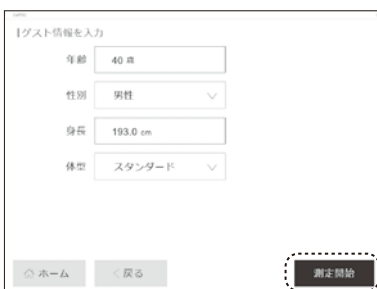 ゲスト情報を入力
年齢 40 歳
性別 男性
身長 193.0 cm
体型 スタンダード
ホーム 戻る 測定開始